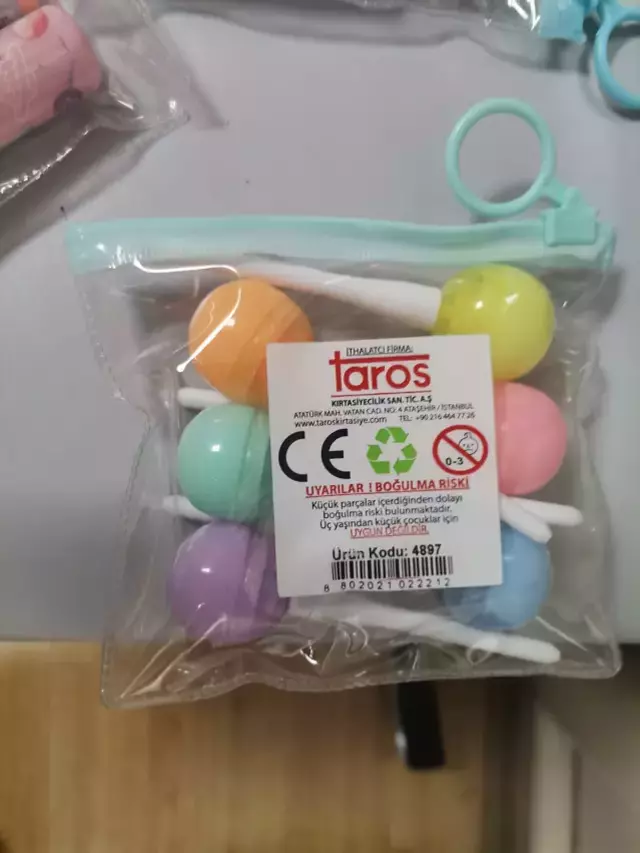 İTHALATÇI FİRMA:
taros
KIRTASİYECİLİK SAN. TİC. A.Ş
ATATÜRK MAH. VATAN CAD. NO: 4 ATAŞEHİR / İSTANBUL
www.taroskirtasiye.com TEL: +90 216 464 77 26
CE
0-3
UYARILAR ! BOĞULMA RİSKİ
Küçük parçalar içerdiğinden dolayı
boğulma riski bulunmaktadır.
Üç yaşından küçük çocuklar için
UYGUN DEĞİLDİR.
Ürün Kodu: 4897
8 802021 022212